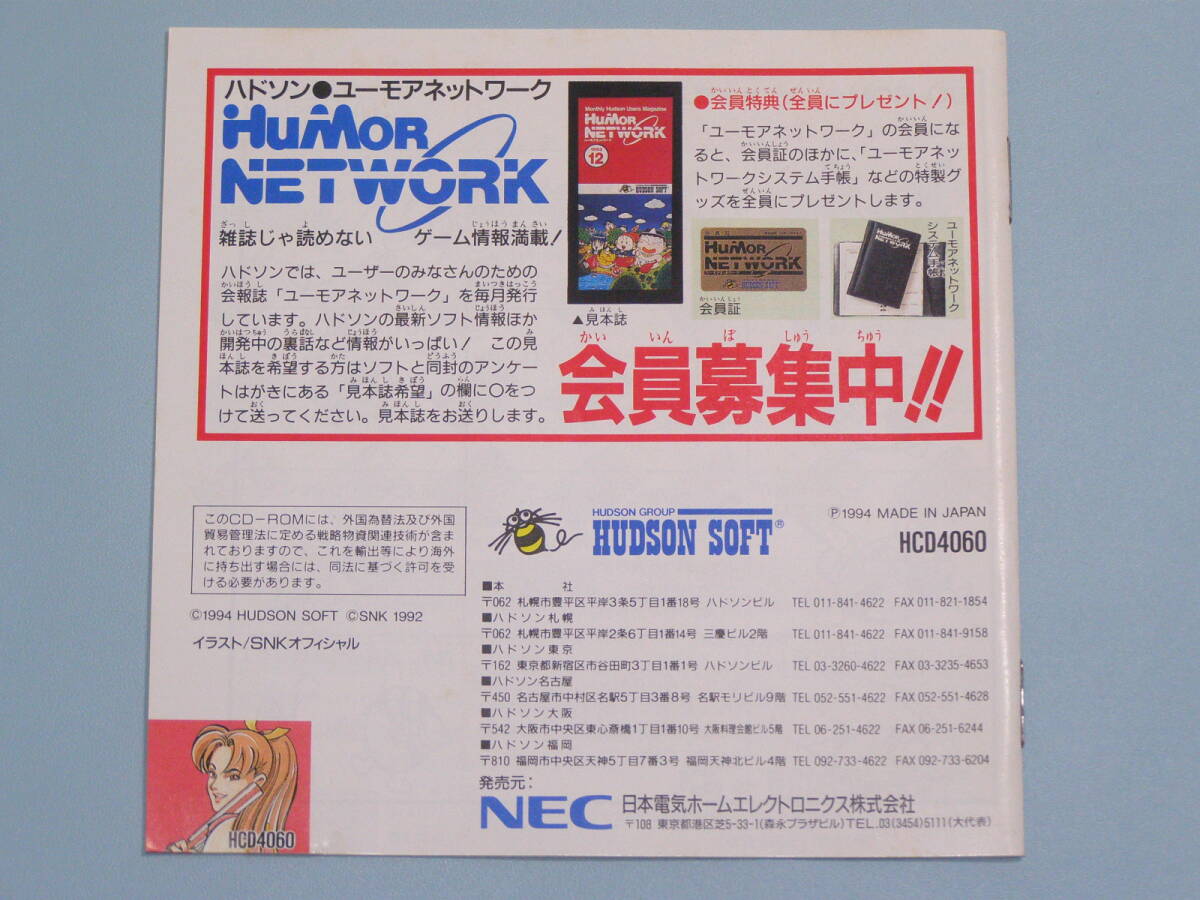 ハドソン●ユーモアネットワーク
HuMOR
NETWORK
雑誌じゃ読めない ゲーム情報満載!
ハドソンでは、ユーザーのみなさんのための
会報誌「ユーモアネットワーク」を毎月発行
しています。ハドソンの最新ソフト情報ほか
開発中の裏話など情報がいっぱい! この見
本誌を希望する方はソフトと同封のアンケー
トはがきにある「見本誌希望」の欄に○をつ
けて送ってください。見本誌をお送りします。
Monthly Hudson Users Magazine
HuMOR
NETWORK
12
HUDSON SOFT
▲見本誌
●会員特典(全員にプレゼント!)
「ユーモアネットワーク」の会員にな
ると、会員証のほかに、「ユーモアネッ
トワークシステム手帳」などの特製グ
ッズを全員にプレゼントします。
HuMOR
NETWORK
HUDSON SOFT
会員証
HuMOR
NETWORK
ユーモアネットワーク
システム手帳
会員募集中!!
このCD-ROMには、外国為替法及び外国
貿易管理法に定める戦略物資関連技術が含ま
れておりますので、これを輸出等により海外
に持ち出す場合には、同法に基づく許可を受
ける必要があります。
©1994 HUDSON SOFT ©SNK 1992
イラスト/SNKオフィシャル
HCD4060
HUDSON GROUP
HUDSON SOFT®
Ⓟ1994 MADE IN JAPAN
HCD4060
■本 社
〒062 札幌市豊平区平岸3条5丁目1番18号 ハドソンビル TEL 011-841-4622 FAX 011-821-1854
■ハドソン札幌
〒062 札幌市豊平区平岸2条6丁目1番14号 三慶ビル2階 TEL 011-841-4622 FAX 011-841-9158
■ハドソン東京
〒162 東京都新宿区市谷田町3丁目1番1号 ハドソンビル TEL 03-3260-4622 FAX 03-3235-4653
■ハドソン名古屋
〒450 名古屋市中村区名駅5丁目3番8号 名駅モリビル9階 TEL 052-551-4622 FAX 052-551-4628
■ハドソン大阪
〒542 大阪市中央区東心斎橋1丁目1番10号 大阪料理会館ビル5階 TEL 06-251-4622 FAX 06-251-6244
■ハドソン福岡
〒810 福岡市中央区天神5丁目7番3号 福岡天神北ビル4階 TEL 092-733-4622 FAX 092-733-6204
発売元:
NEC 日本電気ホームエレクトロニクス株式会社
〒108 東京都港区芝5-33-1(森永プラザビル)TEL.03(3454)5111(大代表)